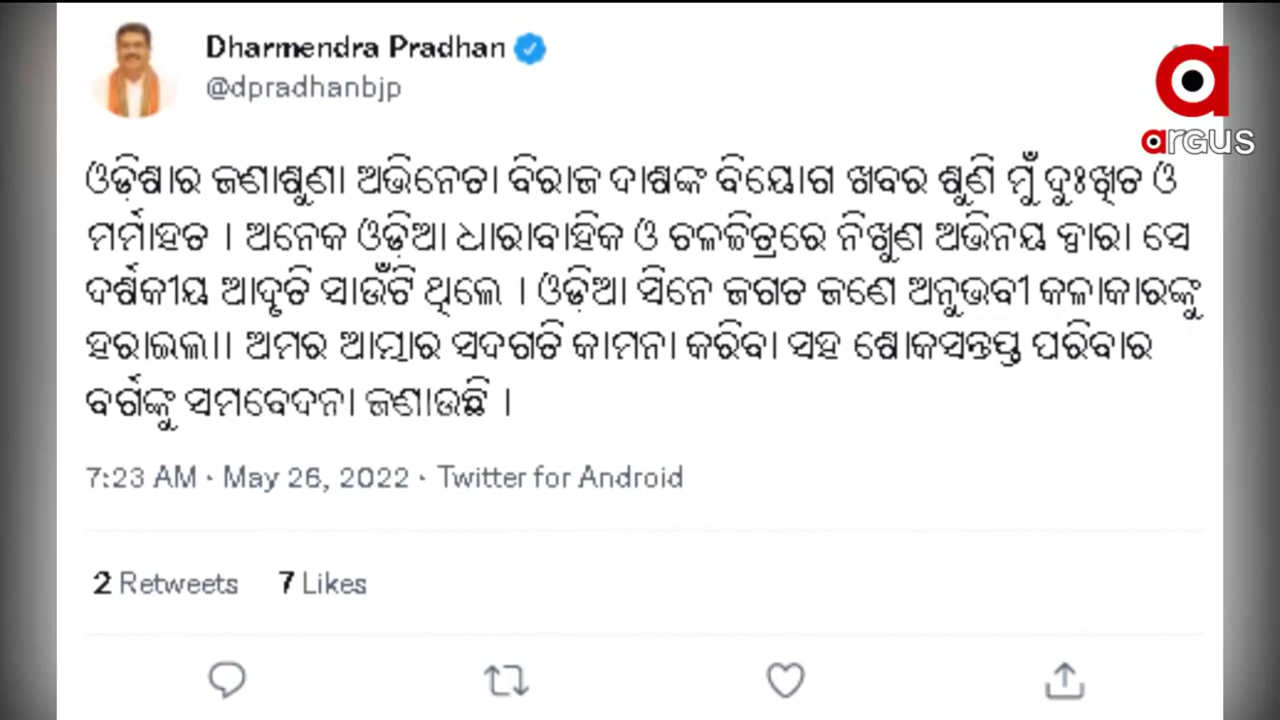 Dharmendra Pradhan
@dpradhanbjp
argus
ଓଡ଼ିଷାର ଜଣାଷୁଣା ଅଭିନେତା ବିରାଜ ଦାଷଙ୍କ ବିୟୋଗ ଖବର ଷୁଣି ମୁଁ ଦୁଃଖିତ ଓ
ମର୍ମାହତ । ଅନେକ ଓଡ଼ିଆ ଧାରାବାହିକ ଓ ଚଳଚ୍ଚିତ୍ରରେ ନିଖୁଣ ଅଭିନୟ ଦ୍ୱାରା ସେ
ଦର୍ଷକୀୟ ଆଦୃତି ସାଉଁଟି ଥିଲେ । ଓଡ଼ିଆ ସିନେ ଜଗତ ଜଣେ ଅନୁଭବୀ କଳାକାରଙ୍କୁ
ହରାଇଲା। ଅମର ଆତ୍ମାର ସଦଗତି କାମନା କରିବା ସହ ଷୋକସନ୍ତପ୍ତ ପରିବାର
ବର୍ଗଙ୍କୁ ସମବେଦନା ଜଣାଉଛି ।
7:23 AM · May 26, 2022 · Twitter for Android
2 Retweets 7 Likes